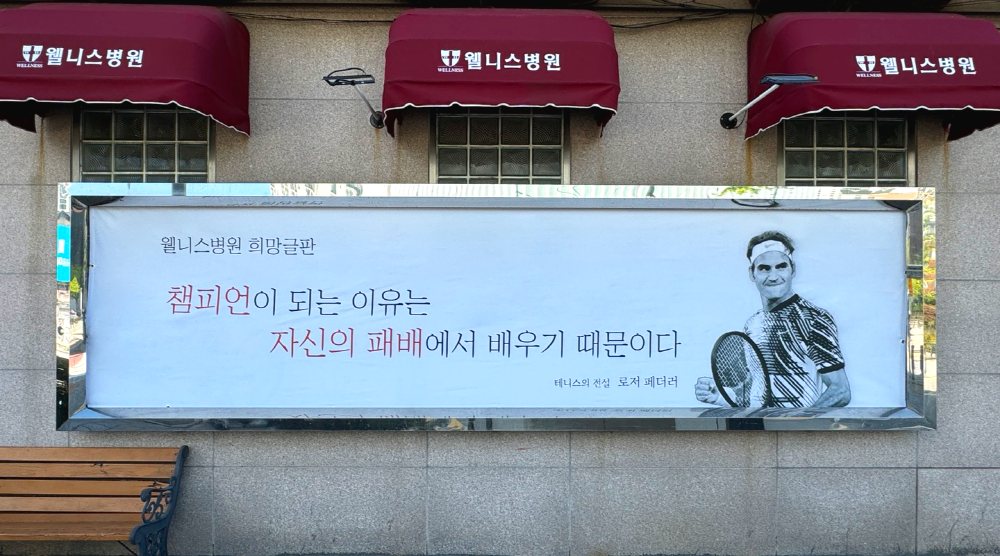 웰니스병원
WELLNESS
웰니스병원
WELLNESS
웰니스병원
WELLNESS
웰니스병원 희망글판
챔피언이 되는 이유는
자신의 패배에서 배우기 때문이다
테니스의 전설 로저 페더러